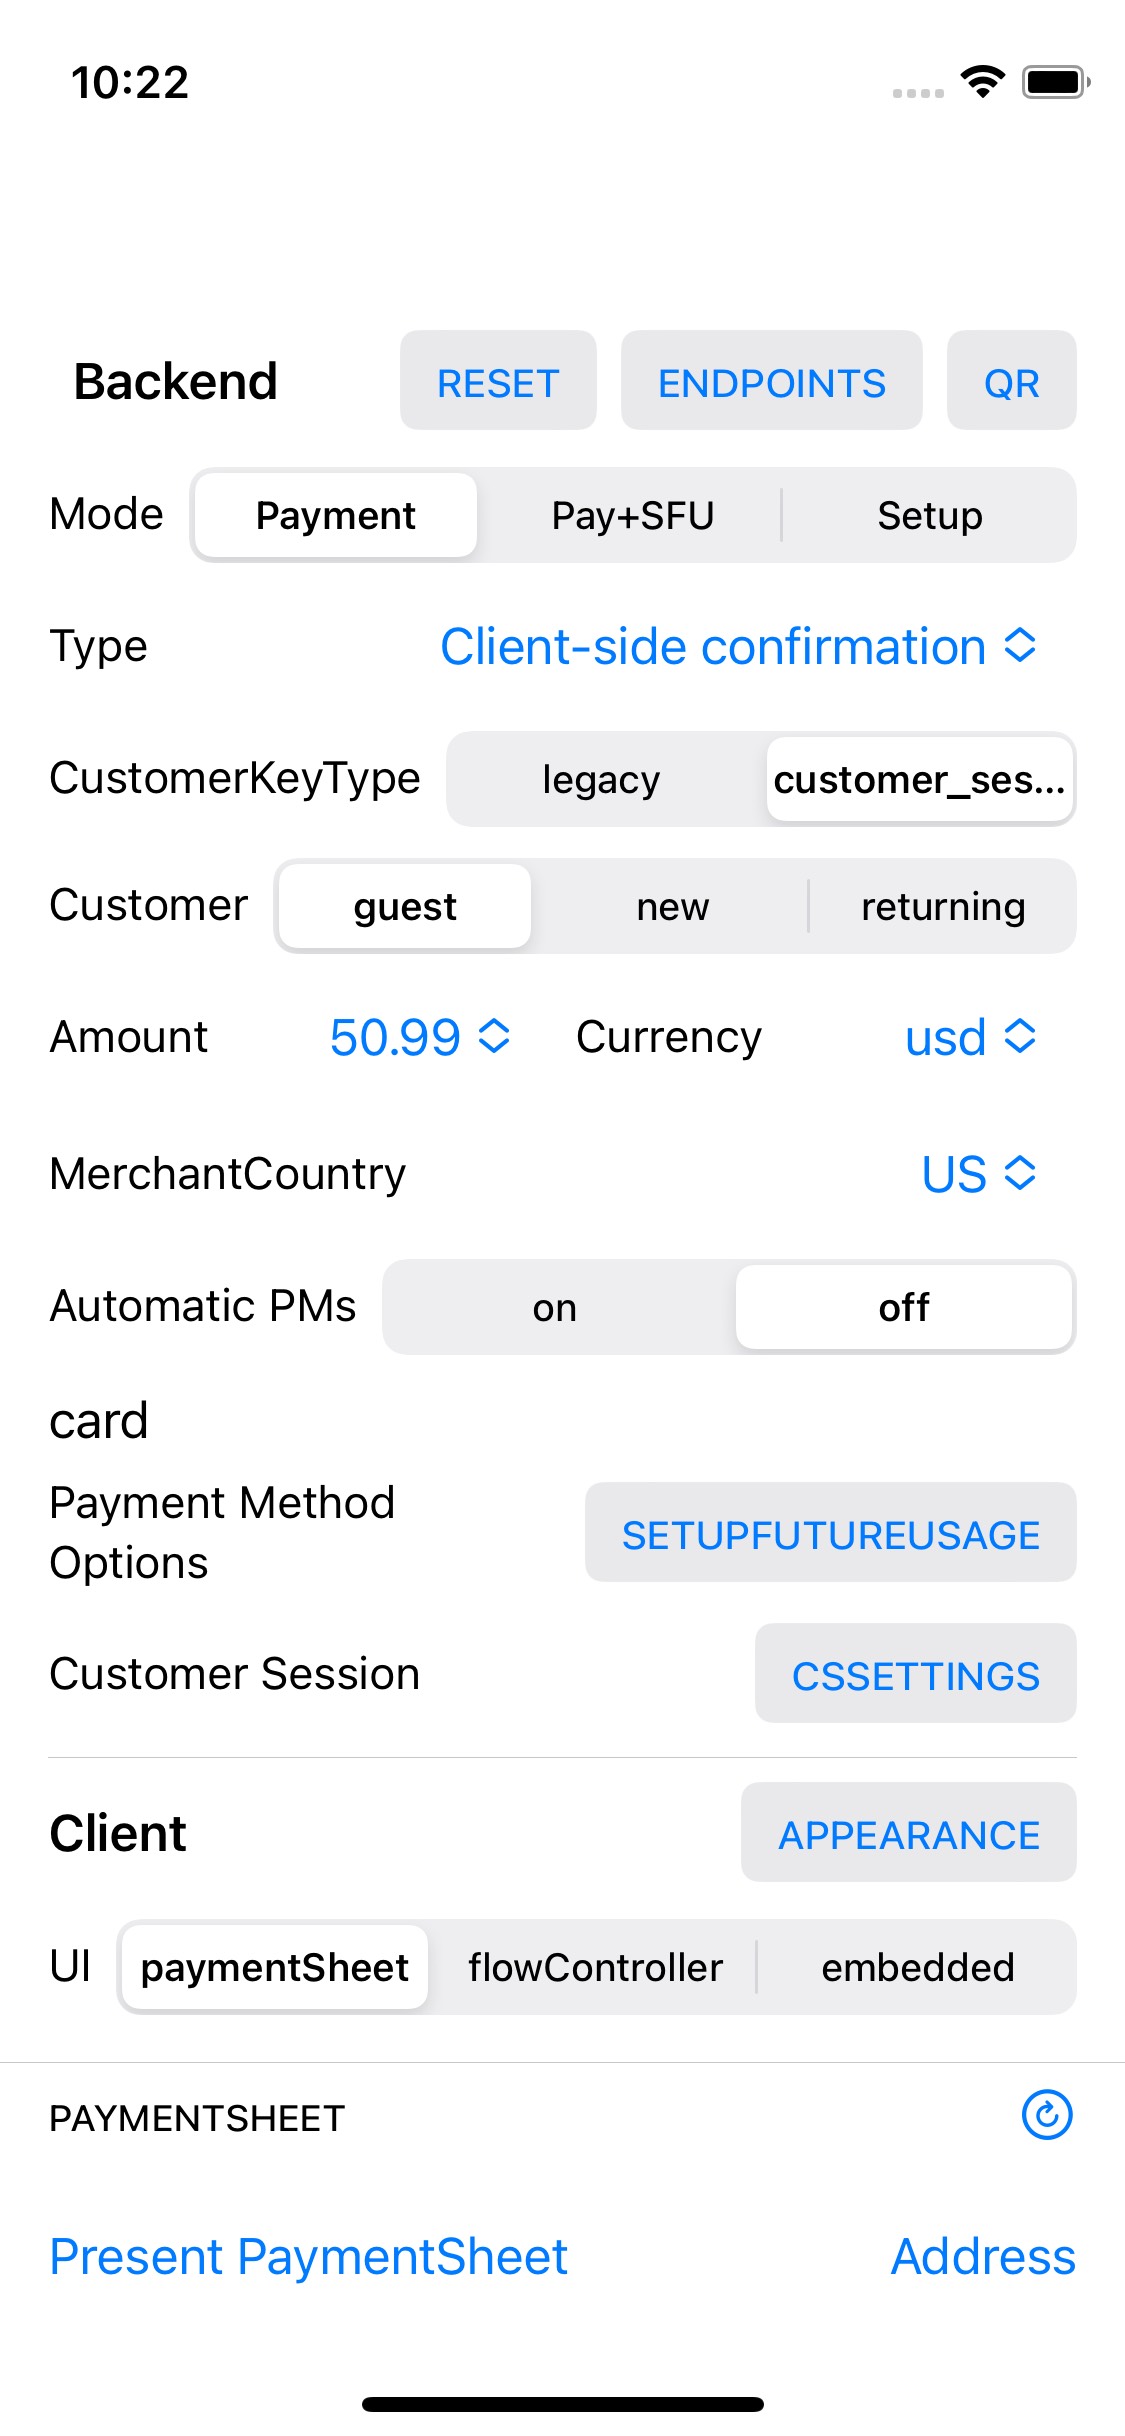 10:22
Backend RESET ENDPOINTS QR
Mode Payment Pay+SFU Setup
Type Client-side confirmation
CustomerKeyType legacy customer_ses...
Customer guest new returning
Amount 50.99 Currency usd
MerchantCountry US
Automatic PMs on off
card
Payment Method
Options SETUPFUTUREUSAGE
Customer Session CSSETTINGS
Client APPEARANCE
UI paymentSheet flowController embedded
PAYMENTSHEET
Present PaymentSheet Address